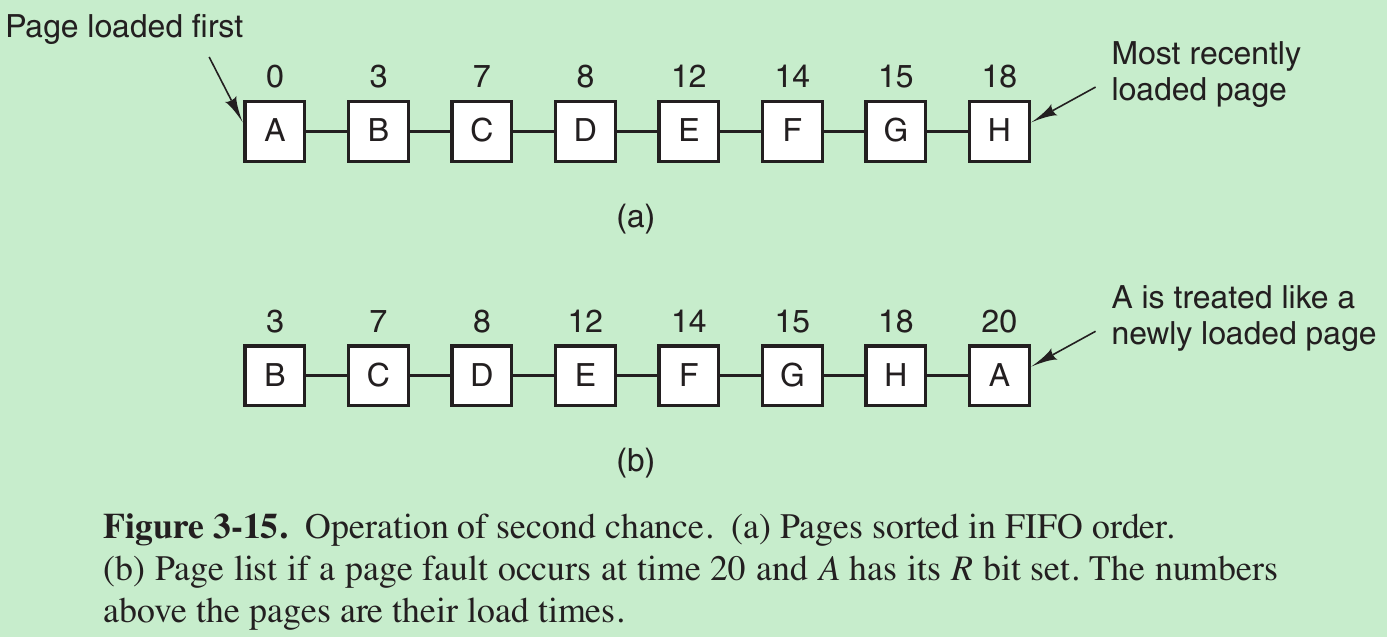 Page loaded first
Most recently
loaded page
0 3 7 8 12 14 15 18
A B C D E F G H
(a)
A is treated like a
newly loaded page
3 7 8 12 14 15 18 20
B C D E F G H A
(b)
Figure 3-15. Operation of second chance. (a) Pages sorted in FIFO order.
(b) Page list if a page fault occurs at time 20 and A has its R bit set. The numbers
above the pages are their load times.